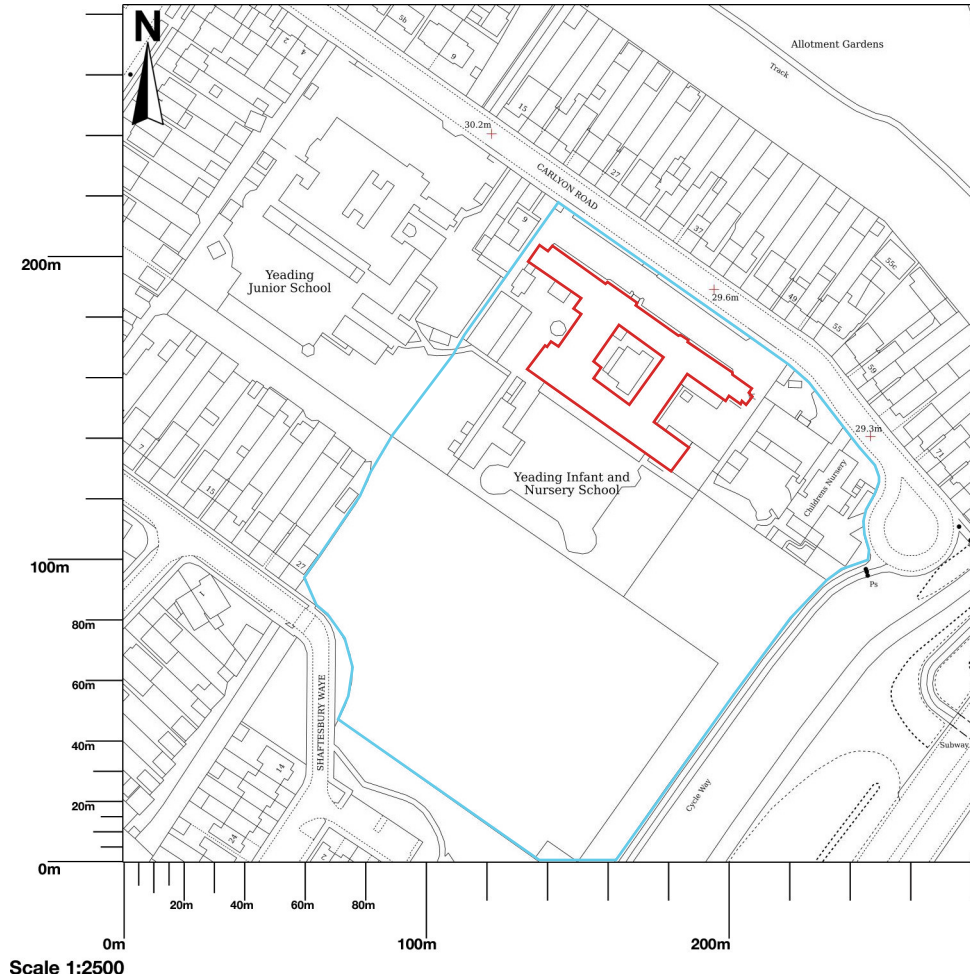 N
5b
2
4
9
Allotment Gardens
Track
15
30.2m
CARLYON ROAD
27
9
37
55c
200m
Yeading
Junior School
29.6m
49
55
59
29.3m
71
7
Yeading Infant and
Nursery School
Childrens Nursery
15
100m
27
Ps
1
80m
60m
SHAFTESBURY WAYE
40m
Subway
14
Cycle Way
20m
24
2
0m
20m
40m
60m
80m
0m
100m
200m
Scale 1:2500